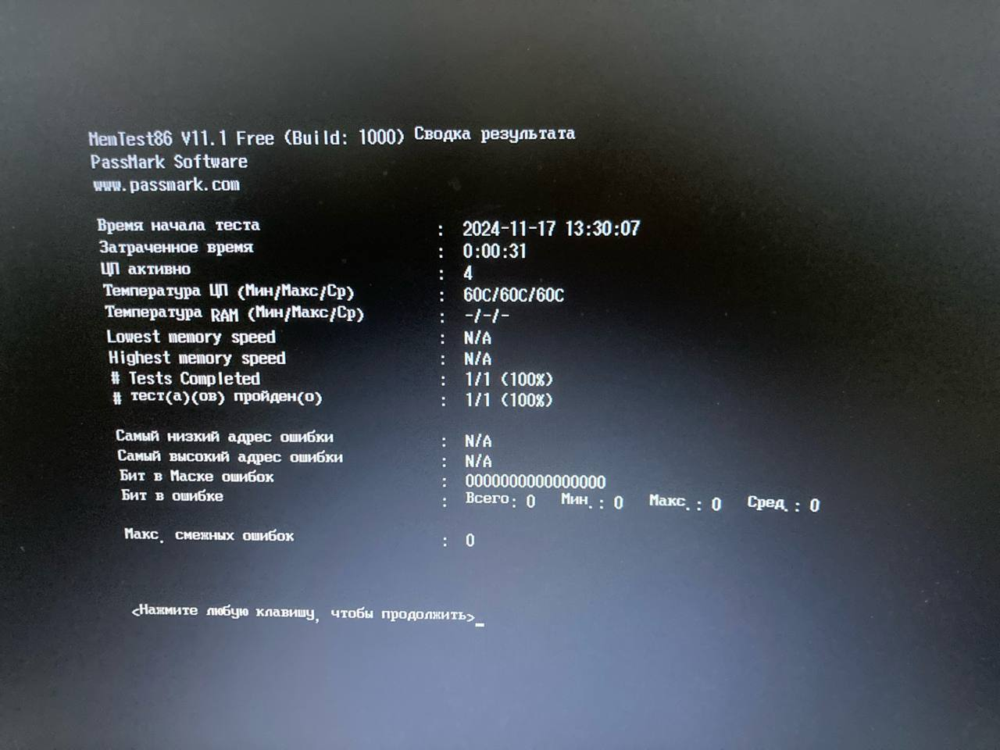 MemTest86 V11.1 Free (Build: 1000) Сводка результата
PassMark Software
www.passmark.com
Время начала теста : 2024-11-17 13:30:07
Затраченное время : 0:00:31
ЦП активно : 4
Температура ЦП (Мин/Макс/Ср) : 60C/60C/60C
Температура RAM (Мин/Макс/Ср) : -/-/-
Lowest memory speed : N/A
Highest memory speed : N/A
# Tests Completed : 1/1 (100%)
# тест(а)(ов) пройден(о) : 1/1 (100%)
Самый низкий адрес ошибки : N/A
Самый высокий адрес ошибки : N/A
Бит в Маске ошибок : 0000000000000000
Бит в ошибке : Всего: 0 Мин.: 0 Макс.: 0 Сред.: 0
Макс. смежных ошибок : 0
<Нажмите любую клавишу, чтобы продолжить>_